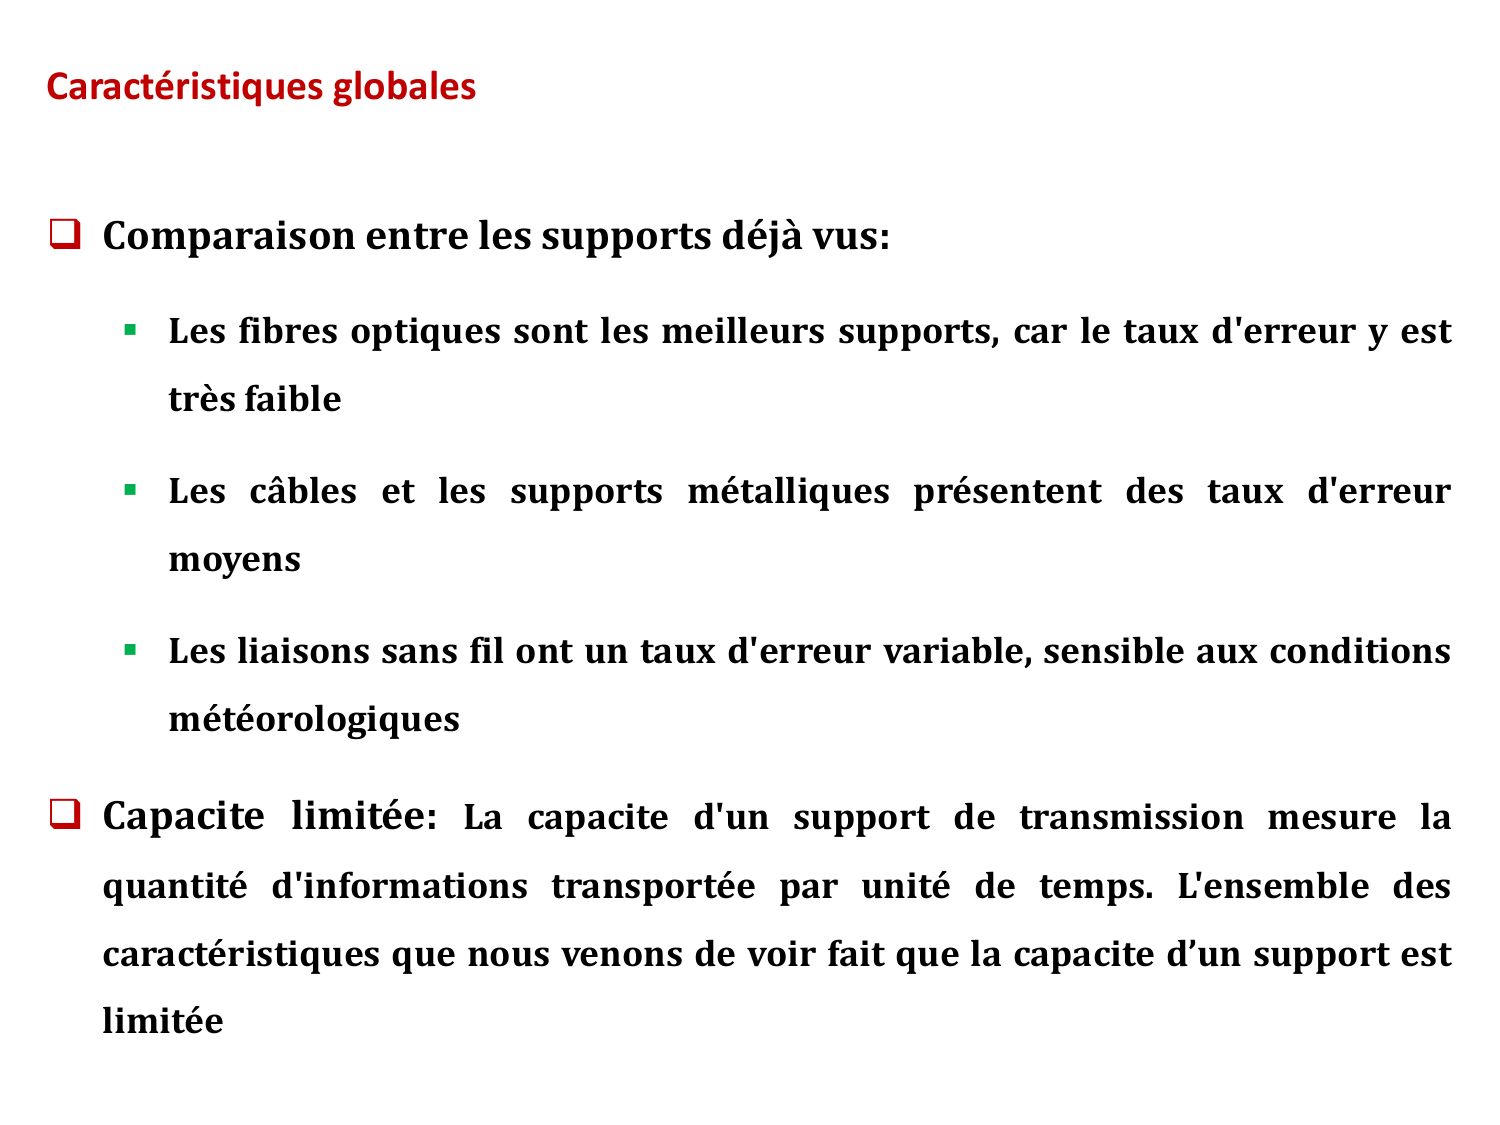 Caractéristiques globales
Comparaison entre les supports déjà vus:
Les fibres optiques sont les meilleurs supports, car le taux d'erreur y est
très faible
Les câbles et les supports métalliques présentent des taux d'erreur
moyens
Les liaisons sans fil ont un taux d'erreur variable, sensible aux conditions
météorologiques
Capacite limitée: La capacite d'un support de transmission mesure la
quantité d'informations transportée par unité de temps. L'ensemble des
caractéristiques que nous venons de voir fait que la capacite d’un support est
limitée